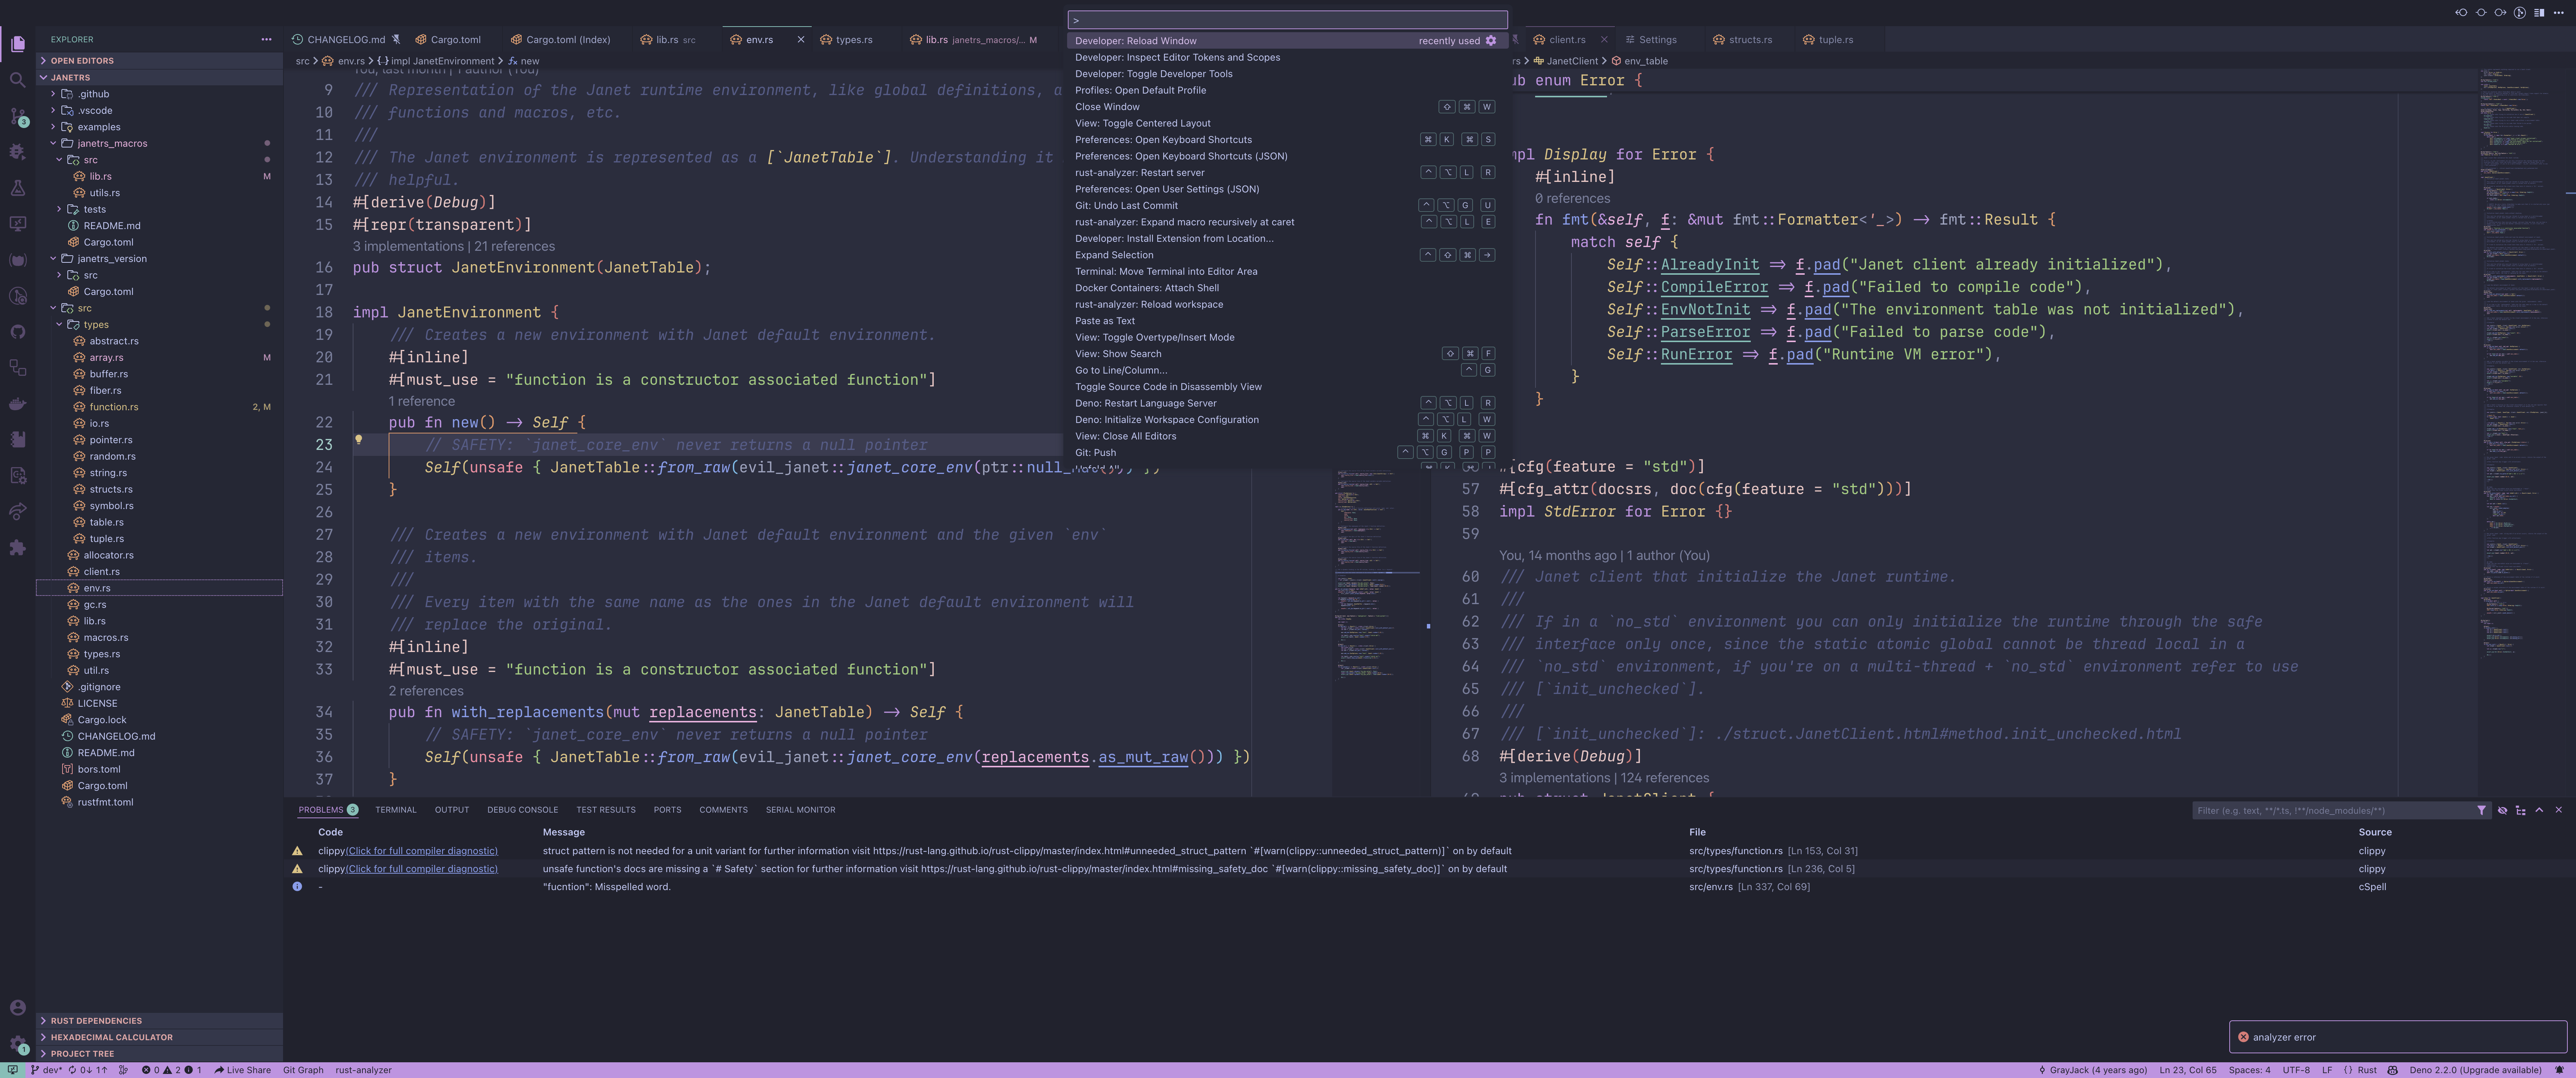 >
EXPLORER
OPEN EDITORS
JANETRS
.github
.vscode
examples
janetrs_macros
src
lib.rs M
utils.rs
tests
README.md
Cargo.toml
janetrs_version
src
Cargo.toml
src
types
abstract.rs
array.rs M
buffer.rs
fiber.rs
function.rs 2, M
io.rs
pointer.rs
random.rs
string.rs
structs.rs
symbol.rs
table.rs
tuple.rs
allocator.rs
client.rs
env.rs
gc.rs
lib.rs
macros.rs
types.rs
util.rs
.gitignore
LICENSE
Cargo.lock
CHANGELOG.md
README.md
bors.toml
Cargo.toml
rustfmt.toml
RUST DEPENDENCIES
HEXADECIMAL CALCULATOR
PROJECT TREE
3
1
CHANGELOG.md Cargo.toml Cargo.toml (Index) lib.rs src env.rs types.rs lib.rs janetrs_macros/... M
src env.rs {} impl JanetEnvironment new
You, last month | 1 author (You)
9 /// Representation of the Janet runtime environment, like global definitions, a
10 /// functions and macros, etc.
11 ///
12 /// The Janet environment is represented as a [`JanetTable`]. Understanding it
13 /// helpful.
14 #[derive(Debug)]
15 #[repr(transparent)]
3 implementations | 21 references
16 pub struct JanetEnvironment(JanetTable);
17
18 impl JanetEnvironment {
19 /// Creates a new environment with Janet default environment.
20 #[inline]
21 #[must_use = "function is a constructor associated function"]
1 reference
22 pub fn new() -> Self {
23 // SAFETY: `janet_core_env` never returns a null pointer
24 Self(unsafe { JanetTable::from_raw(evil_janet::janet_core_env(ptr::null_
25 }
26
27 /// Creates a new environment with Janet default environment and the given `env`
28 /// items.
29 ///
30 /// Every item with the same name as the ones in the Janet default environment will
31 /// replace the original.
32 #[inline]
33 #[must_use = "function is a constructor associated function"]
2 references
34 pub fn with_replacements(mut replacements: JanetTable) -> Self {
35 // SAFETY: `janet_core_env` never returns a null pointer
36 Self(unsafe { JanetTable::from_raw(evil_janet::janet_core_env(replacements.as_mut_raw())) })
37 }
Developer: Reload Window recently used
Developer: Inspect Editor Tokens and Scopes
Developer: Toggle Developer Tools
Profiles: Open Default Profile
Close Window ⇧ ⌘ W
View: Toggle Centered Layout
Preferences: Open Keyboard Shortcuts ⌘ K ⌘ S
Preferences: Open Keyboard Shortcuts (JSON)
rust-analyzer: Restart server ^ ⌥ L R
Preferences: Open User Settings (JSON)
Git: Undo Last Commit ^ ⌥ G U
rust-analyzer: Expand macro recursively at caret ^ ⌥ L E
Developer: Install Extension from Location...
Expand Selection ^ ⇧ ⌘ →
Terminal: Move Terminal into Editor Area
Docker Containers: Attach Shell
rust-analyzer: Reload workspace
Paste as Text
View: Toggle Overtype/Insert Mode
View: Show Search ⇧ ⌘ F
Go to Line/Column... ^ G
Toggle Source Code in Disassembly View
Deno: Restart Language Server ^ ⌥ L R
Deno: Initialize Workspace Configuration ^ ⌥ L W
View: Close All Editors ⌘ K ⌘ W
Git: Push ^ ⌥ G P P
client.rs Settings structs.rs tuple.rs
rs JanetClient env_table
ub enum Error {
mpl Display for Error {
#[inline]
0 references
fn fmt(&self, f: &mut fmt::Formatter<'_>) -> fmt::Result {
match self {
Self::AlreadyInit => f.pad("Janet client already initialized"),
Self::CompileError => f.pad("Failed to compile code"),
Self::EnvNotInit => f.pad("The environment table was not initialized"),
Self::ParseError => f.pad("Failed to parse code"),
Self::RunError => f.pad("Runtime VM error"),
}
}
#[cfg(feature = "std")]
57 #[cfg_attr(docsrs, doc(cfg(feature = "std")))]
58 impl StdError for Error {}
59
You, 14 months ago | 1 author (You)
60 /// Janet client that initialize the Janet runtime.
61 ///
62 /// If in a `no_std` environment you can only initialize the runtime through the safe
63 /// interface only once, since the static atomic global cannot be thread local in a
64 /// `no_std` environment, if you're on a multi-thread + `no_std` environment refer to use
65 /// [`init_unchecked`].
66 ///
67 /// [`init_unchecked`]: ./struct.JanetClient.html#method.init_unchecked.html
68 #[derive(Debug)]
3 implementations | 124 references
69 pub struct JanetClient {
PROBLEMS 3 TERMINAL OUTPUT DEBUG CONSOLE TEST RESULTS PORTS COMMENTS SERIAL MONITOR
Filter (e.g. text, **/*.ts, !**/node_modules/**)
Code Message File Source
clippy(Click for full compiler diagnostic) struct pattern is not needed for a unit variant for further information visit https://rust-lang.github.io/rust-clippy/master/index.html#unneeded_struct_pattern `#[warn(clippy::unneeded_struct_pattern)]` on by default src/types/function.rs [Ln 153, Col 31] clippy
clippy(Click for full compiler diagnostic) unsafe function's docs are missing a `# Safety` section for further information visit https://rust-lang.github.io/rust-clippy/master/index.html#missing_safety_doc `#[warn(clippy::missing_safety_doc)]` on by default src/types/function.rs [Ln 236, Col 5] clippy
- "fucntion": Misspelled word. src/env.rs [Ln 337, Col 69] cSpell
analyzer error
dev* 0↓ 1↑ 0 2 1 Live Share Git Graph rust-analyzer
GrayJack (4 years ago) Ln 23, Col 65 Spaces: 4 UTF-8 LF {} Rust Deno 2.2.0 (Upgrade available)